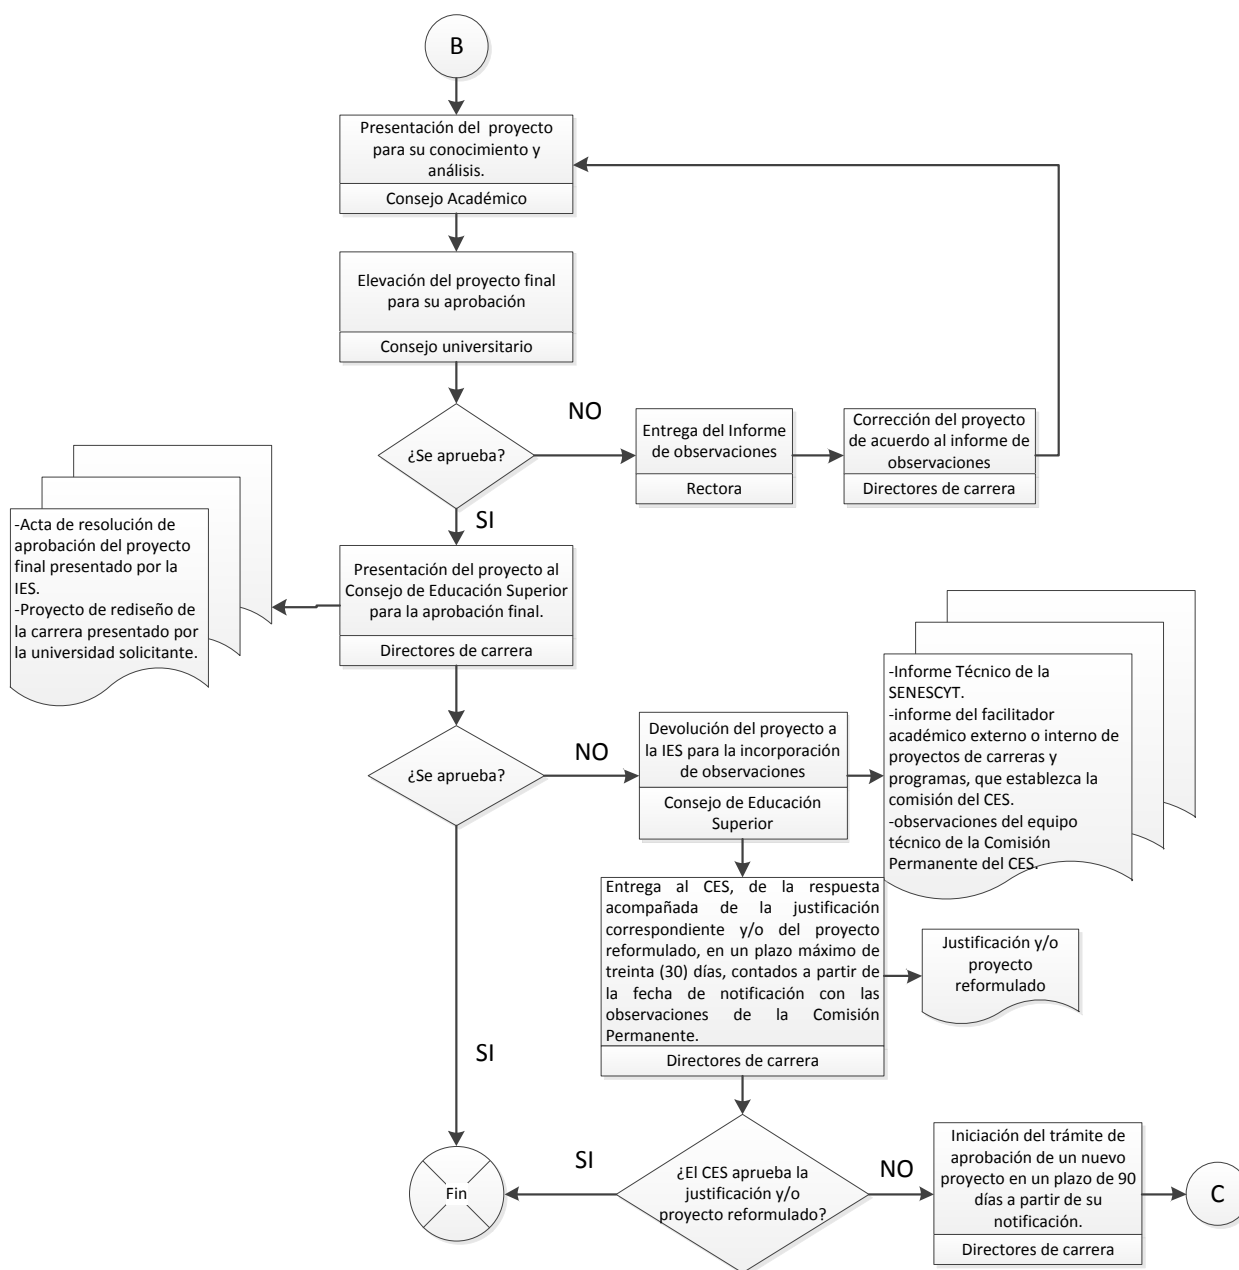 B
Presentación del proyecto
para su conocimiento y
análisis.
Consejo Académico
Elevación del proyecto final
para su aprobación
Consejo universitario
¿Se aprueba?
NO
Entrega del Informe
de observaciones
Rectora
Corrección del proyecto
de acuerdo al informe de
observaciones
Directores de carrera
SI
Presentación del proyecto al
Consejo de Educación Superior
para la aprobación final.
Directores de carrera
-Acta de resolución de
aprobación del proyecto
final presentado por la
IES.
-Proyecto de rediseño de
la carrera presentado por
la universidad solicitante.
¿Se aprueba?
NO
Devolución del proyecto a
la IES para la incorporación
de observaciones
Consejo de Educación
Superior
-Informe Técnico de la
SENESCYT.
-informe del facilitador
académico externo o interno de
proyectos de carreras y
programas, que establezca la
comisión del CES.
-observaciones del equipo
técnico de la Comisión
Permanente del CES.
Entrega al CES, de la respuesta
acompañada de la justificación
correspondiente y/o del proyecto
reformulado, en un plazo máximo de
treinta (30) días, contados a partir de
la fecha de notificación con las
observaciones de la Comisión
Permanente.
Directores de carrera
Justificación y/o
proyecto
reformulado
SI
¿El CES aprueba la
justificación y/o
proyecto reformulado?
SI
Fin
NO
Iniciación del trámite de
aprobación de un nuevo
proyecto en un plazo de 90
días a partir de su
notificación.
Directores de carrera
C